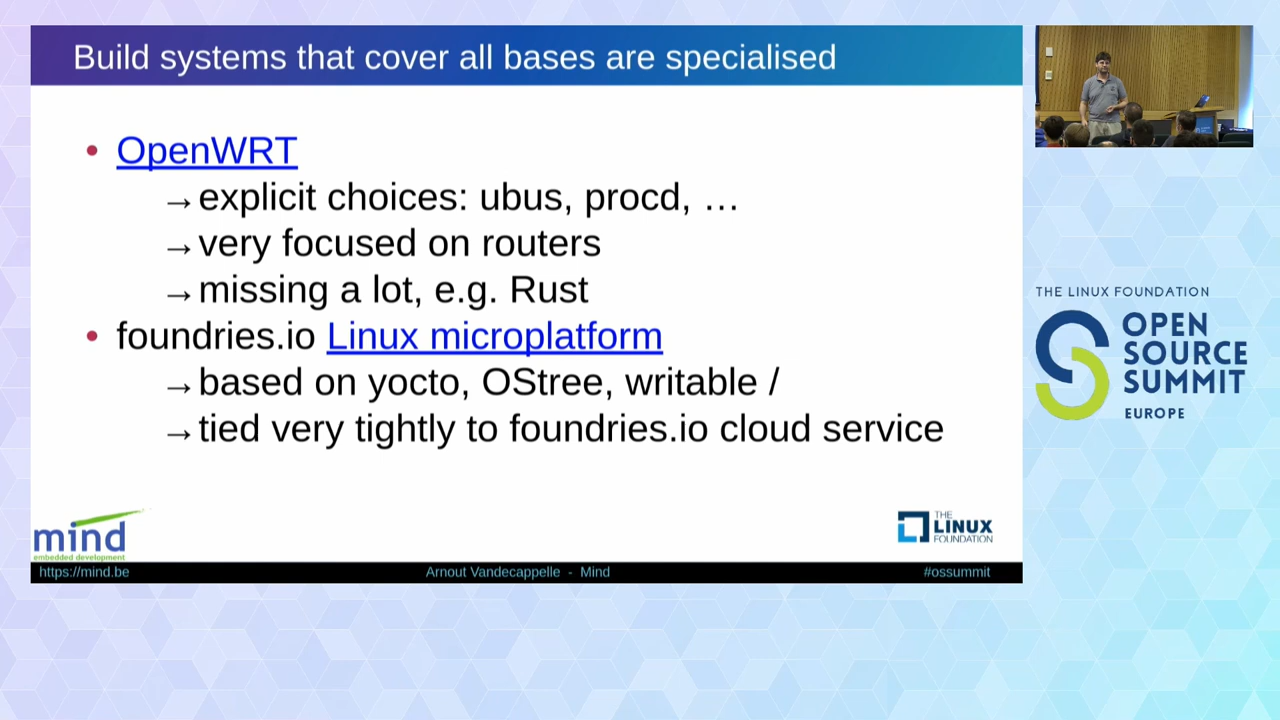 Build systems that cover all bases are specialised
• OpenWRT
→explicit choices: ubus, procd, …
→very focused on routers
→missing a lot, e.g. Rust
• foundries.io Linux microplatform
→based on yocto, OStree, writable /
→tied very tightly to foundries.io cloud service
mind
embedded development
THE
LINUX
FOUNDATION
https://mind.be
Arnout Vandecappelle - Mind
#ossummit
THE LINUX FOUNDATION
OPEN
SOURCE
SUMMIT
EUROPE